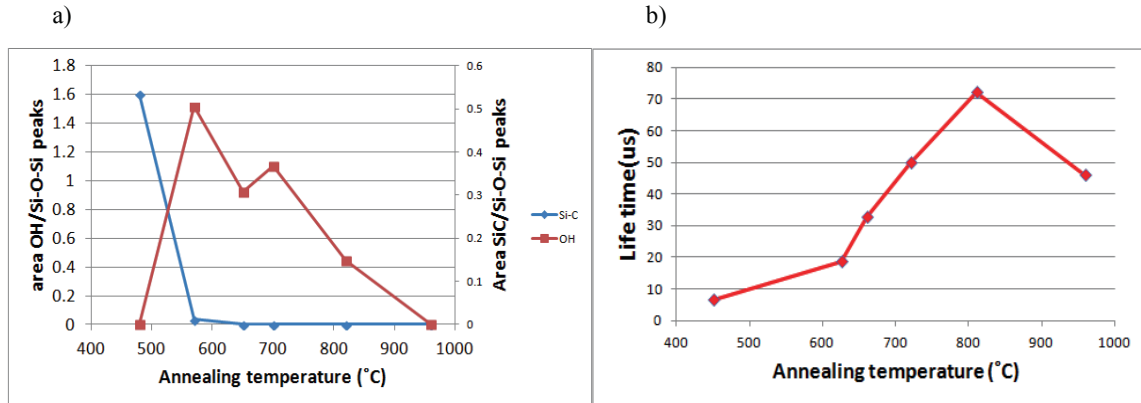 a)
b)
area OH/Si-O-Si peaks
1.8
1.6
1.4
1.2
1
0.8
0.6
0.4
0.2
0
400 500 600 700 800 900 1000
Annealing temperature (˚C)
0.6
0.5
0.4
0.3
0.2
0.1
0
Area SiC/Si-O-Si peaks
Si-C
OH
Life time(us)
80
70
60
50
40
30
20
10
0
400 500 600 700 800 900 1000
Annealing temperature (˚C)